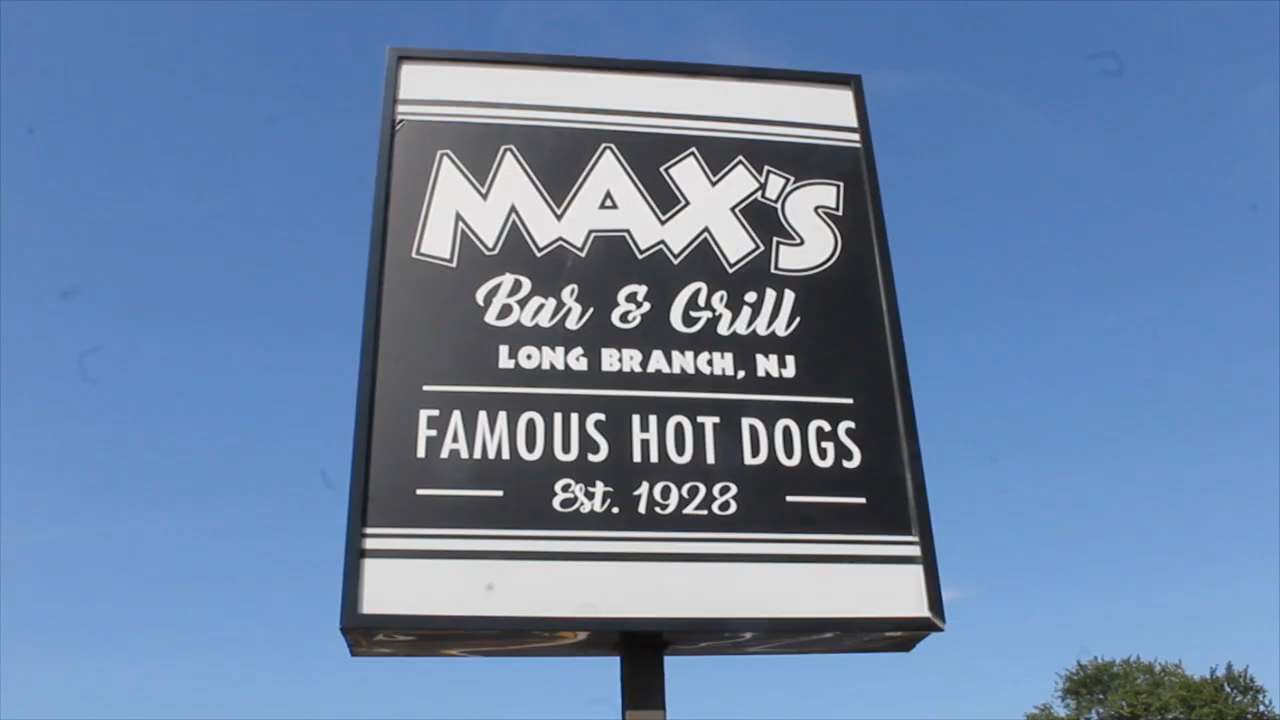 MAX'S
Bar & Grill
LONG BRANCH, NJ
FAMOUS HOT DOGS
Est. 1928